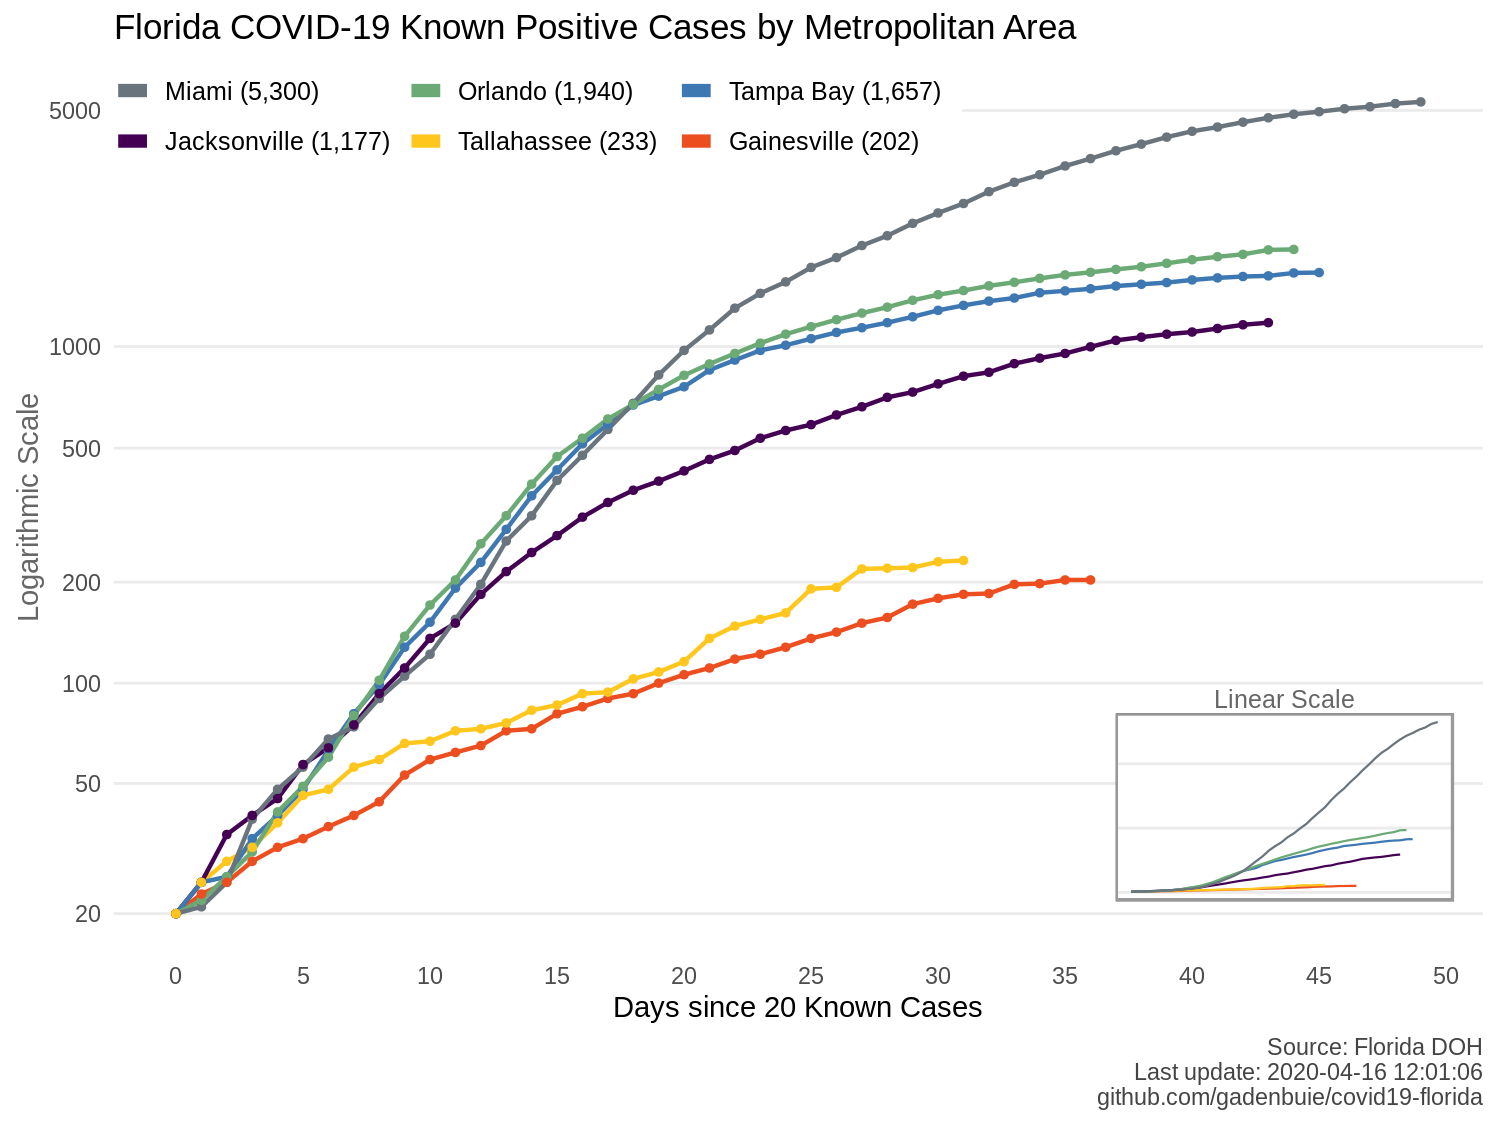 Florida COVID-19 Known Positive Cases by Metropolitan Area
Miami (5,300) Orlando (1,940) Tampa Bay (1,657)
Jacksonville (1,177) Tallahassee (233) Gainesville (202)
Logarithmic Scale
5000
1000
500
200
100
50
20
Linear Scale
0 5 10 15 20 25 30 35 40 45 50
Days since 20 Known Cases
Source: Florida DOH
Last update: 2020-04-16 12:01:06
github.com/gadenbuie/covid19-florida